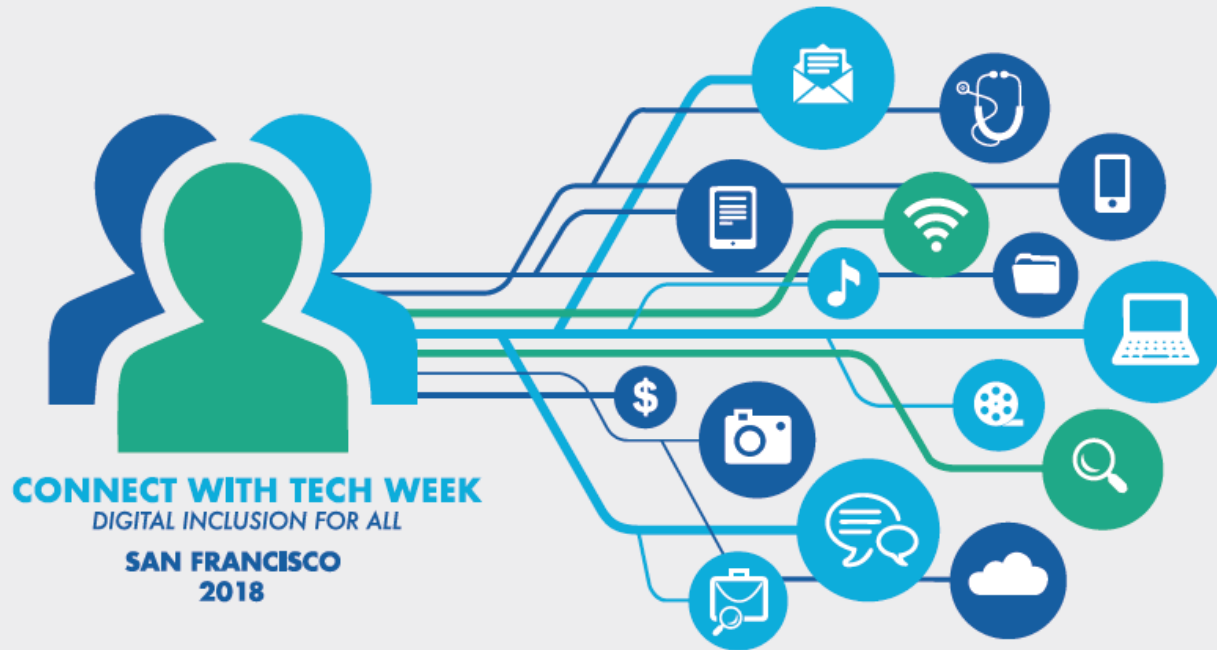 $
CONNECT WITH TECH WEEK
DIGITAL INCLUSION FOR ALL
SAN FRANCISCO
2018